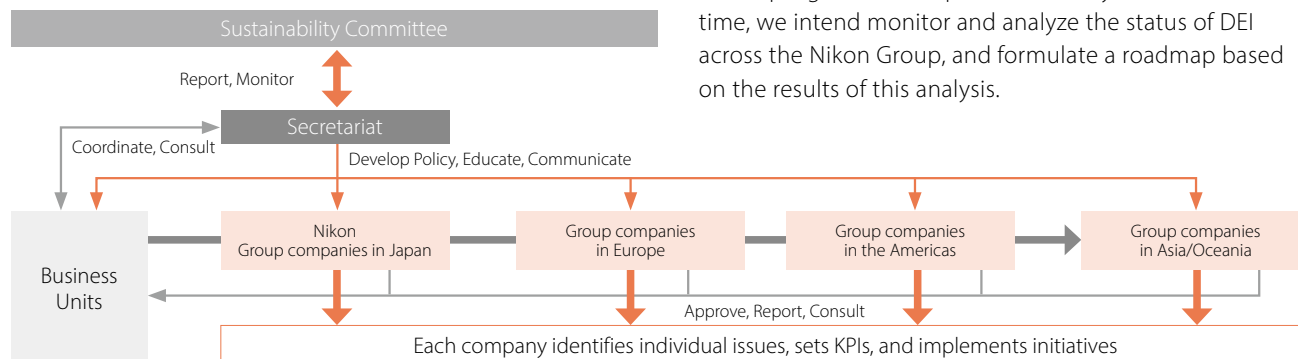 time, we intend monitor and analyze the status of DEI
across the Nikon Group, and formulate a roadmap based
on the results of this analysis.
Sustainability Committee
Report, Monitor
Secretariat
Coordinate, Consult
Develop Policy, Educate, Communicate
Business
Units
Nikon
Group companies in Japan
Group companies
in Europe
Group companies
in the Americas
Group companies
in Asia/Oceania
Approve, Report, Consult
Each company identifies individual issues, sets KPIs, and implements initiatives